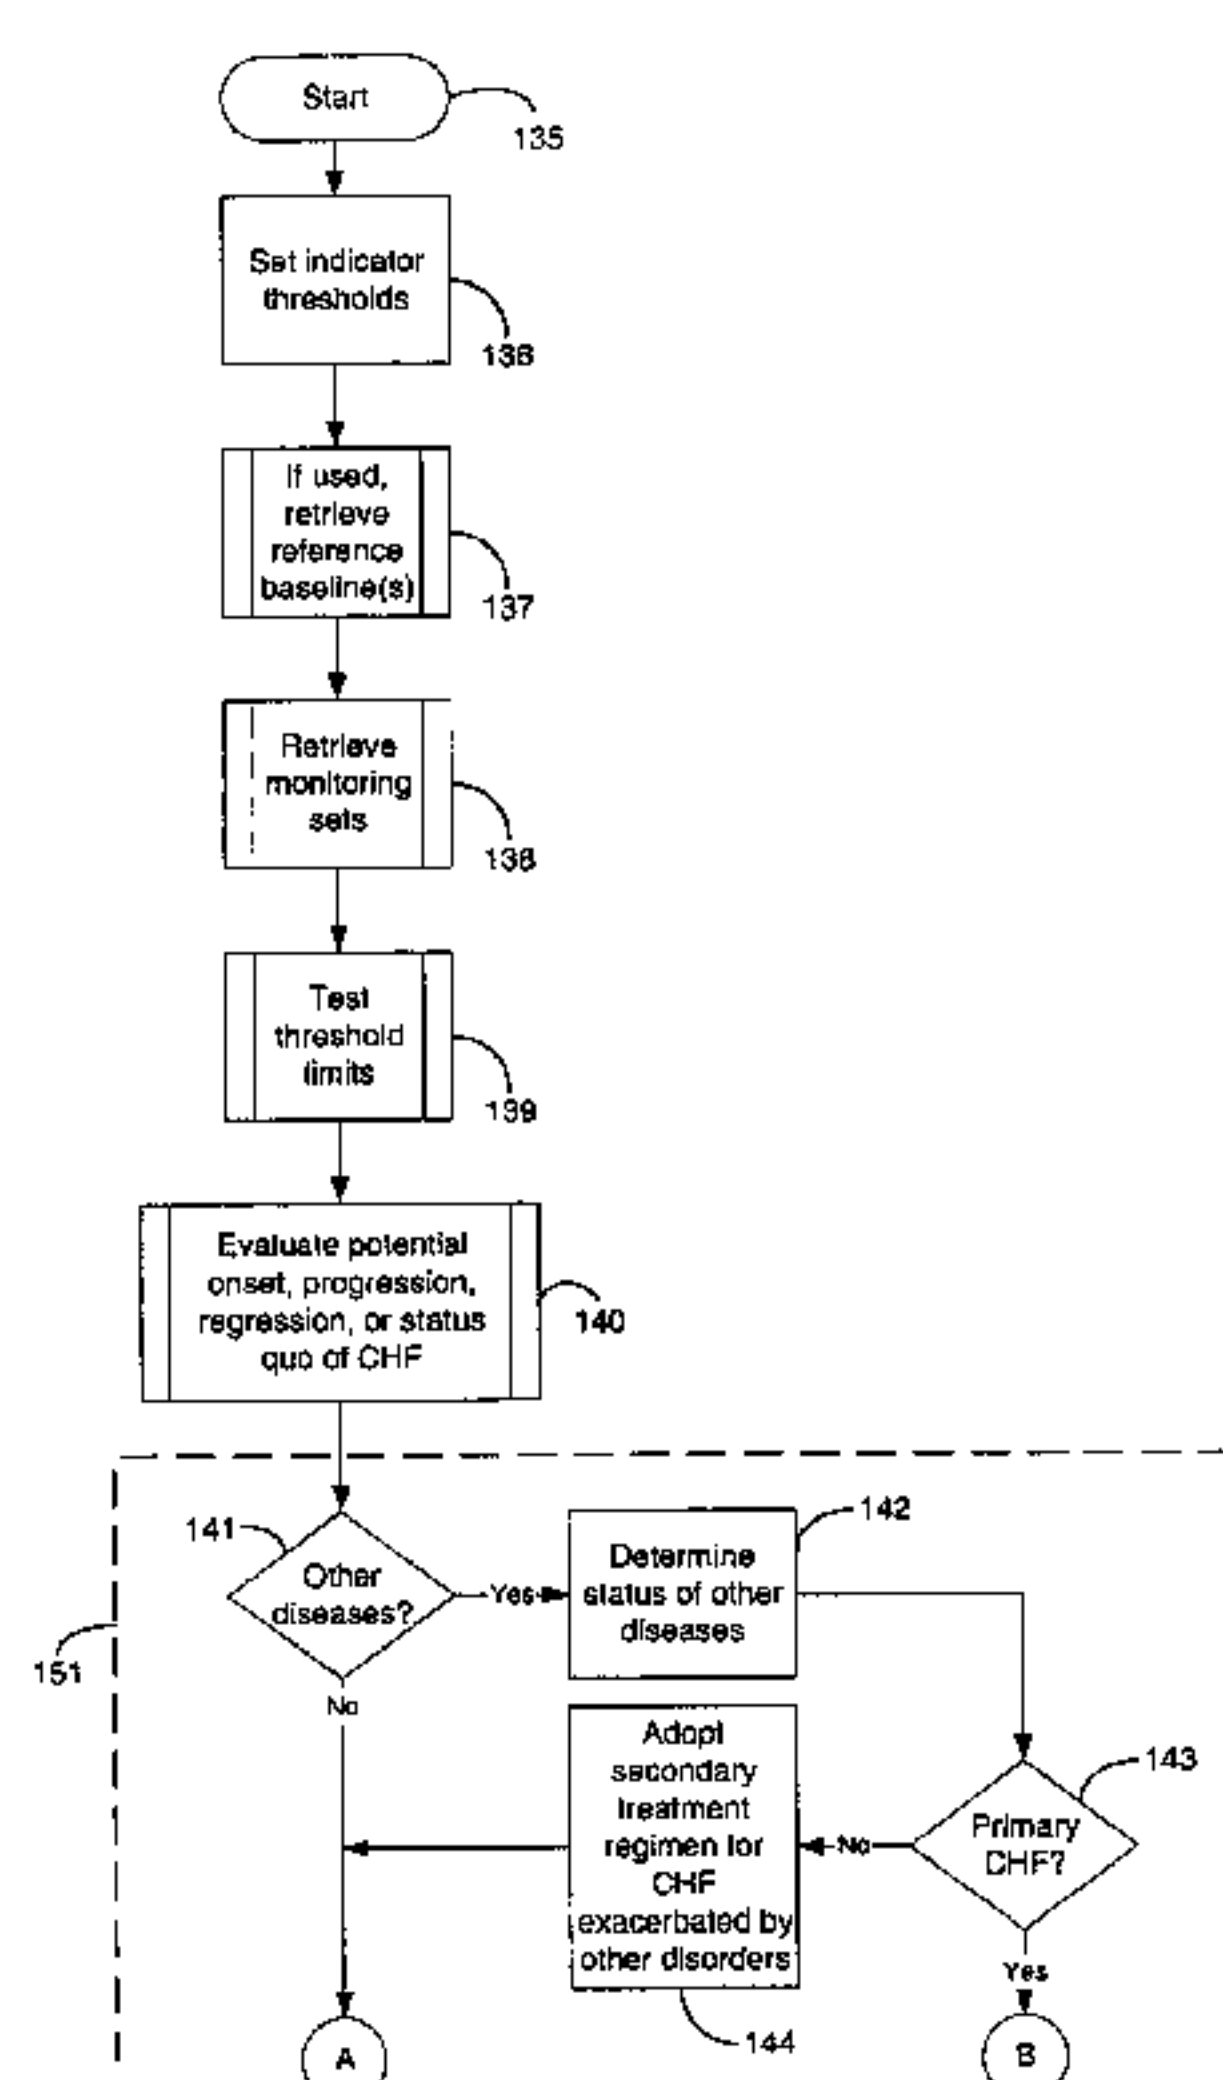 Start
135
Set indicator
thresholds
136
If used,
retrieve
reference
baseline(s)
137
Retrieve
monitoring
sets
138
Test
threshold
limits
139
Evaluate potential
onset, progression,
regression, or status
quo of CHF
140
141
Other
diseases?
Yes
142
Determine
status of other
diseases
151
No
Adopt
secondary
treatment
regimen for
CHF
exacerbated by
other disorders
143
Primary
CHF?
No
Yes
144
A
B